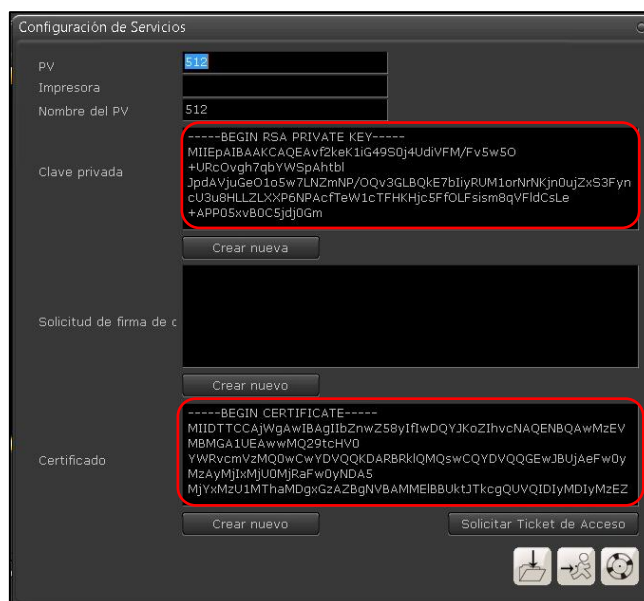 Configuración de Servicios
PV
512
Impresora
Nombre del PV
512
Clave privada
-----BEGIN RSA PRIVATE KEY-----
MIIEpAIBAAKCAQEAvf2keK1iG49S0j4UdiVFM/Fv5w5O
+URcOvgh7qbYWSpAhtbl
JpdAVjuGeO1o5w7LNZmNP/OQv3GLBQkE7bIiyRUM1orNrNKjn0ujZxS3Fyn
cU3u8HLLZLXXP6NPAcfTeW1cTFHKHjc5FfOLFsism8qVFldCsLe
+APP05xvB0C5jdj0Gm
Crear nueva
Solicitud de firma de c
Crear nuevo
Certificado
-----BEGIN CERTIFICATE-----
MIIDTTCCAjWgAwIBAgIIbZnwZ58yIfIwDQYJKoZIhvcNAQENBQAwMzEV
MBMGA1UEAwwMQ29tcHV0
YWRvcmVzMQ0wCwYDVQQKDARBRklQMQswCQYDVQQGEwJBUjAeFw0y
MzAyMjIxMjU0MjRaFw0yNDA5
MjYxMzU1MThaMDgxGzAZBgNVBAMMElBBUktJTkcgQUVQIDIyMDIyMzEZ
Crear nuevo
Solicitar Ticket de Acceso